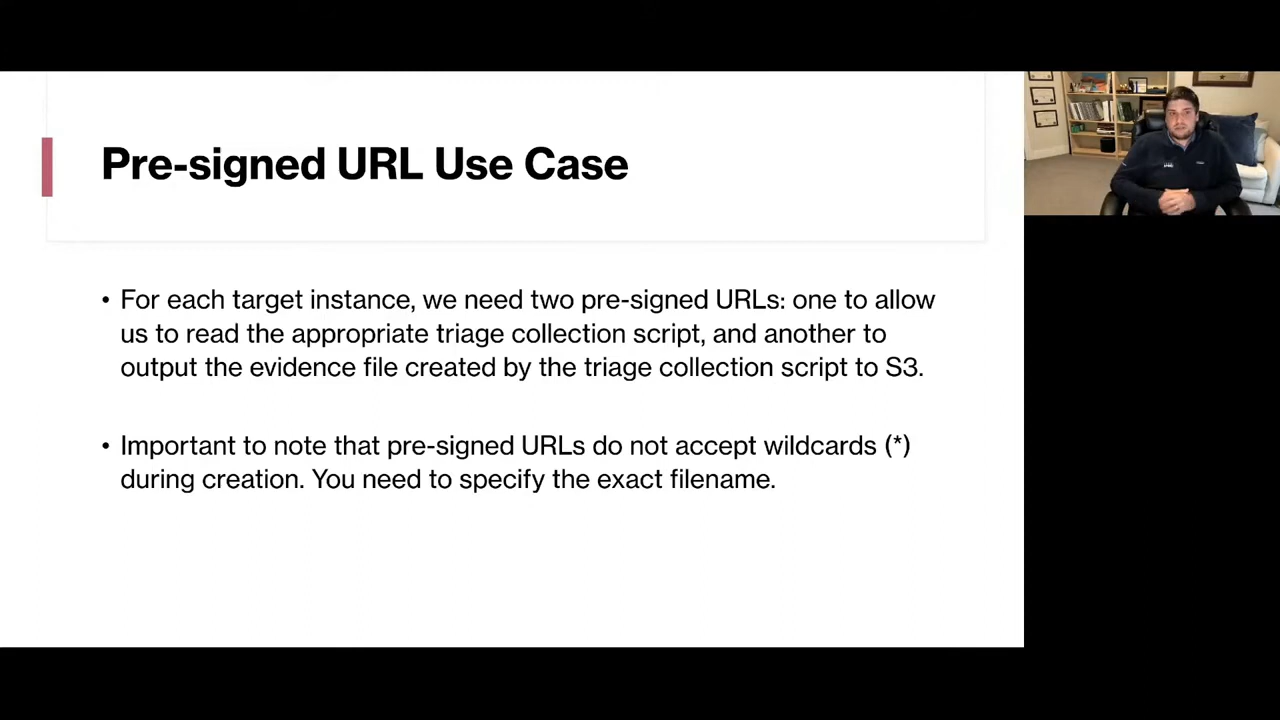 Pre-signed URL Use Case
• For each target instance, we need two pre-signed URLs: one to allow
us to read the appropriate triage collection script, and another to
output the evidence file created by the triage collection script to S3.
• Important to note that pre-signed URLs do not accept wildcards (*)
during creation. You need to specify the exact filename.